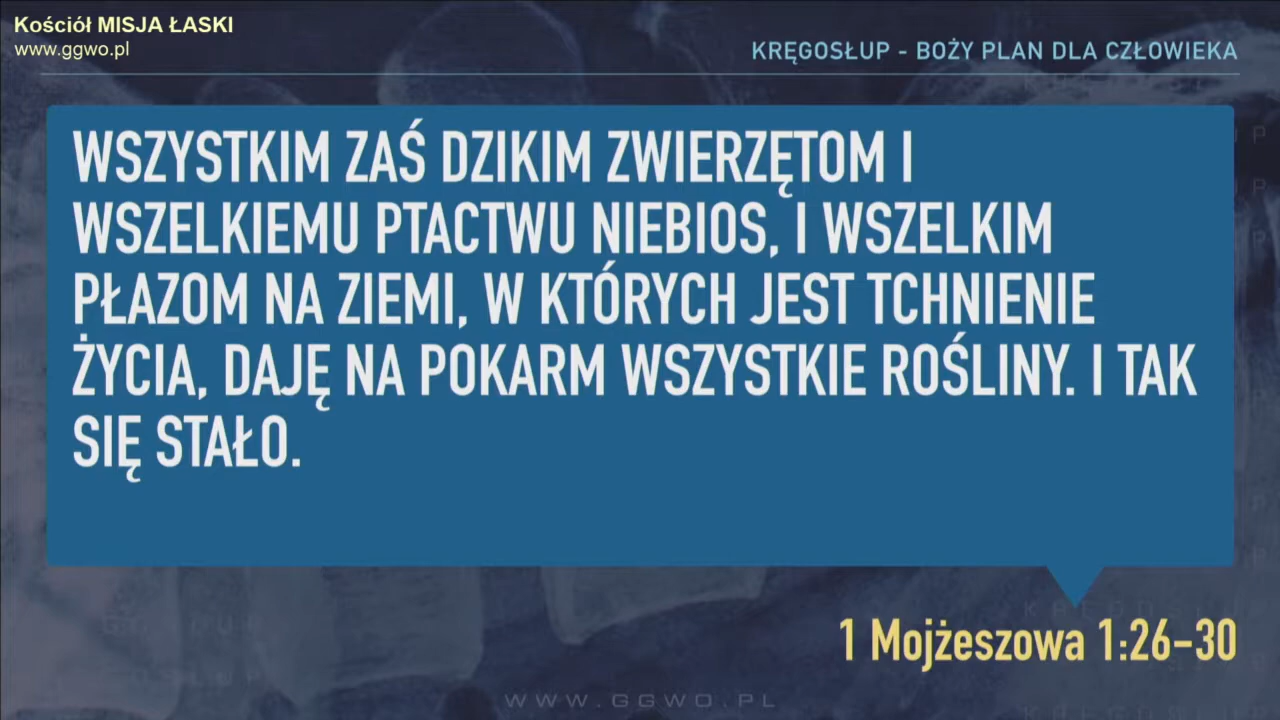 Kościół MISJA ŁASKI
www.ggwo.pl
KRĘGOSŁUP - BOŻY PLAN DLA CZŁOWIEKA
WSZYSTKIM ZAŚ DZIKIM ZWIERZĘTOM I
WSZELKIEMU PTACTWU NIEBIOS, I WSZELKIM
PŁAZOM NA ZIEMI, W KTÓRYCH JEST TCHNIENIE
ŻYCIA, DAJĘ NA POKARM WSZYSTKIE ROŚLINY. I TAK
SIĘ STAŁO.
1 Mojżeszowa 1:26-30
WWW.GGWO.PL